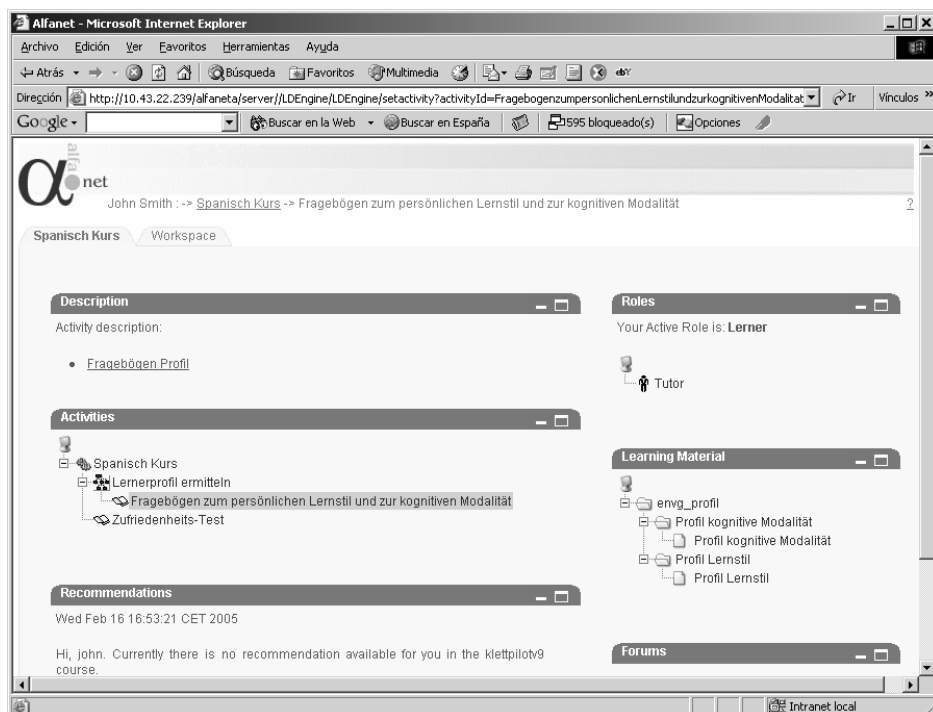 Alfanet - Microsoft Internet Explorer
Archivo Edición Ver Favoritos Herramientas Ayuda
Atrás Búsqueda Favoritos Multimedia
Dirección http://10.43.22.239/alfaneta/server//LDEngine/LDEngine/setactivity?activityId=FragebogenzumpersonlichenLernstilundzurkognitivenModalitat Ir Vínculos »
Google Buscar en la Web Buscar en España 595 bloqueado(s) Opciones
alfa
α net
John Smith : -> Spanisch Kurs -> Fragebögen zum persönlichen Lernstil und zur kognitiven Modalität ?
Spanisch Kurs Workspace
Description
Activity description:
• Fragebögen Profil
Activities
Spanisch Kurs
Lernerprofil ermitteln
Fragebögen zum persönlichen Lernstil und zur kognitiven Modalität
Zufriedenheits-Test
Recommendations
Wed Feb 16 16:53:21 CET 2005
Hi, john. Currently there is no recommendation available for you in the klettpilotv9
course.
Roles
Your Active Role is: Lerner
Tutor
Learning Material
envg_profil
Profil kognitive Modalität
Profil kognitive Modalität
Profil Lernstil
Profil Lernstil
Forums
Intranet local